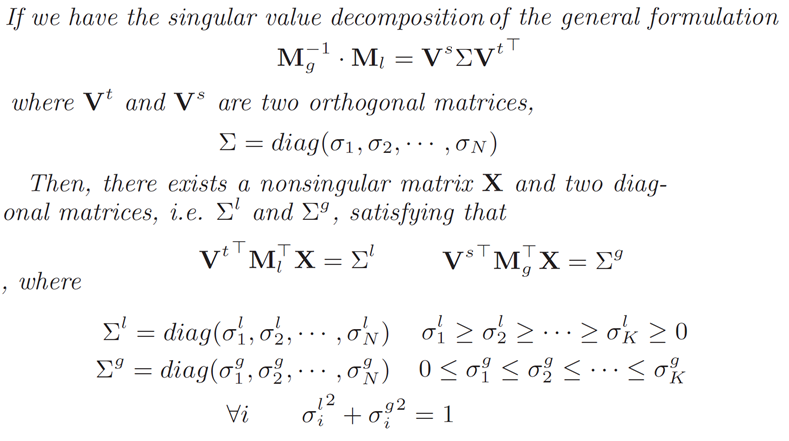 If we have the singular value decomposition of the general formulation
$\mathbf{M}_g^{-1} \cdot \mathbf{M}_l = \mathbf{V}^s \Sigma \mathbf{V}^{t\top}$
where $\mathbf{V}^t$ and $\mathbf{V}^s$ are two orthogonal matrices,
$\Sigma = diag(\sigma_1, \sigma_2, \cdots, \sigma_N)$
Then, there exists a nonsingular matrix $\mathbf{X}$ and two diag-
onal matrices, i.e. $\Sigma^l$ and $\Sigma^g$, satisfying that
$\mathbf{V}^{t\top} \mathbf{M}_l^\top \mathbf{X} = \Sigma^l \quad \mathbf{V}^{s\top} \mathbf{M}_g^\top \mathbf{X} = \Sigma^g$
, where
$\Sigma^l = diag(\sigma_1^l, \sigma_2^l, \cdots, \sigma_N^l) \quad \sigma_1^l \geq \sigma_2^l \geq \cdots \geq \sigma_K^l \geq 0$
$\Sigma^g = diag(\sigma_1^g, \sigma_2^g, \cdots, \sigma_N^g) \quad 0 \leq \sigma_1^g \leq \sigma_2^g \leq \cdots \leq \sigma_K^g$
$\forall i \quad {\sigma_i^l}^2 + {\sigma_i^g}^2 = 1$